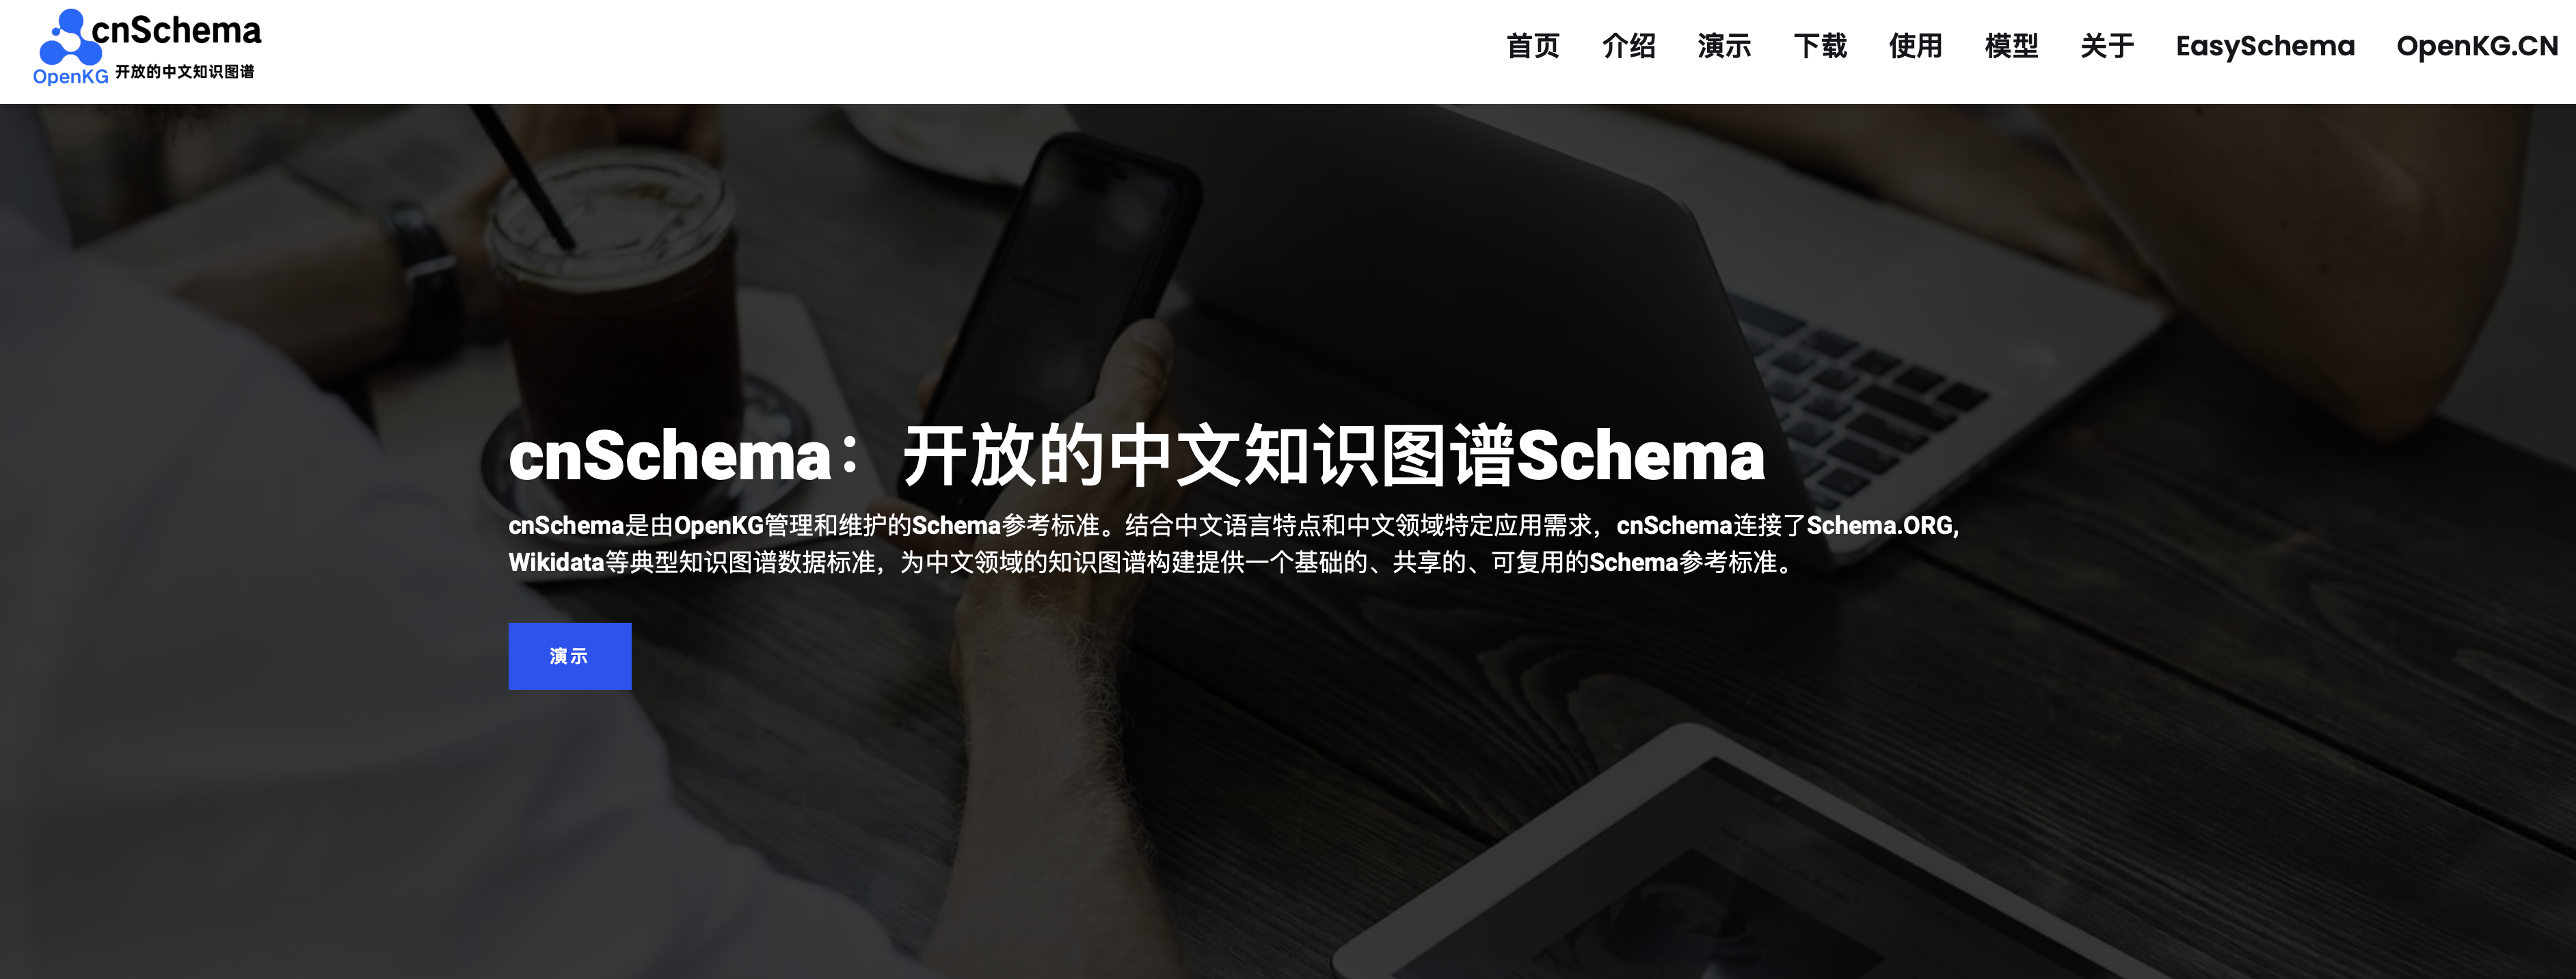 cnSchema
OpenKG 开放的中文知识图谱
首页 介绍 演示 下载 使用 模型 关于 EasySchema OpenKG.CN
cnSchema：开放的中文知识图谱Schema
cnSchema是由OpenKG管理和维护的Schema参考标准。结合中文语言特点和中文领域特定应用需求，cnSchema连接了Schema.ORG,
Wikidata等典型知识图谱数据标准，为中文领域的知识图谱构建提供一个基础的、共享的、可复用的Schema参考标准。
演示